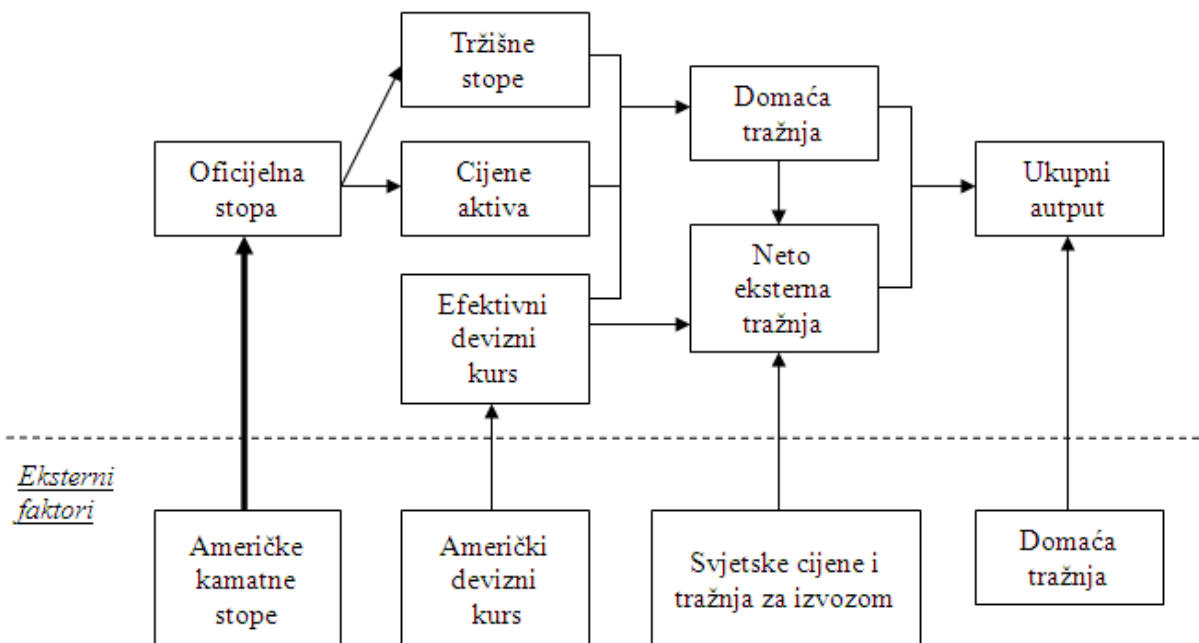 Tržišne
stope
Domaća
tražnja
Oficijelna
stopa
Cijene
aktiva
Ukupni
autput
Neto
eksterna
tražnja
Efektivni
devizni
kurs
Eksterni
faktori
Američke
kamatne
stope
Američki
devizni
kurs
Svjetske cijene i
tražnja za izvozom
Domaća
tražnja